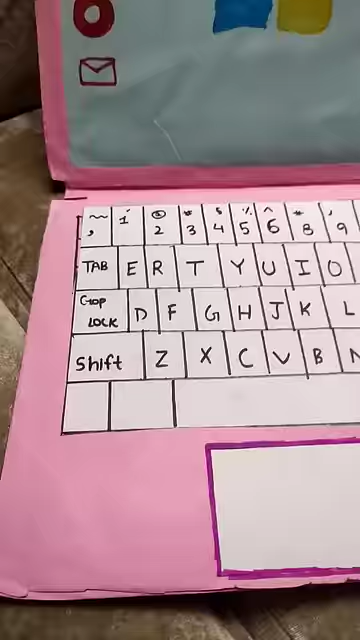 ~ ! @ # $ % ^ * '
, 1 2 3 4 5 6 8 9
TAB E R T Y U I O
Cap LOCK D F G H J K L
Shift Z X C V B N